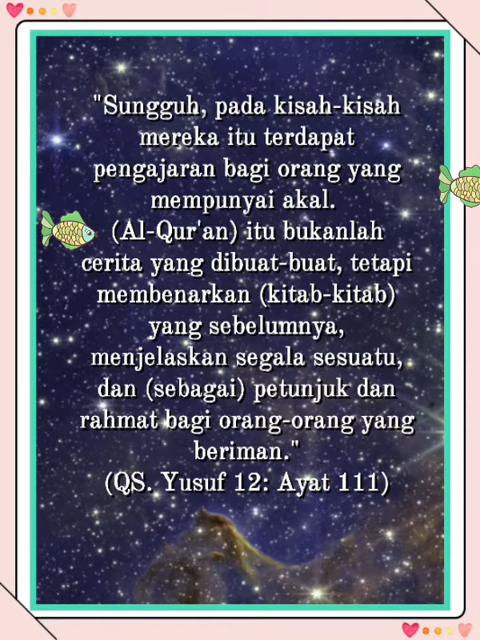 "Sungguh, pada kisah-kisah
mereka itu terdapat
pengajaran bagi orang yang
mempunyai akal.
(Al-Qur'an) itu bukanlah
cerita yang dibuat-buat, tetapi
membenarkan (kitab-kitab)
yang sebelumnya,
menjelaskan segala sesuatu,
dan (sebagai) petunjuk dan
rahmat bagi orang-orang yang
beriman."
(QS. Yusuf 12: Ayat 111)